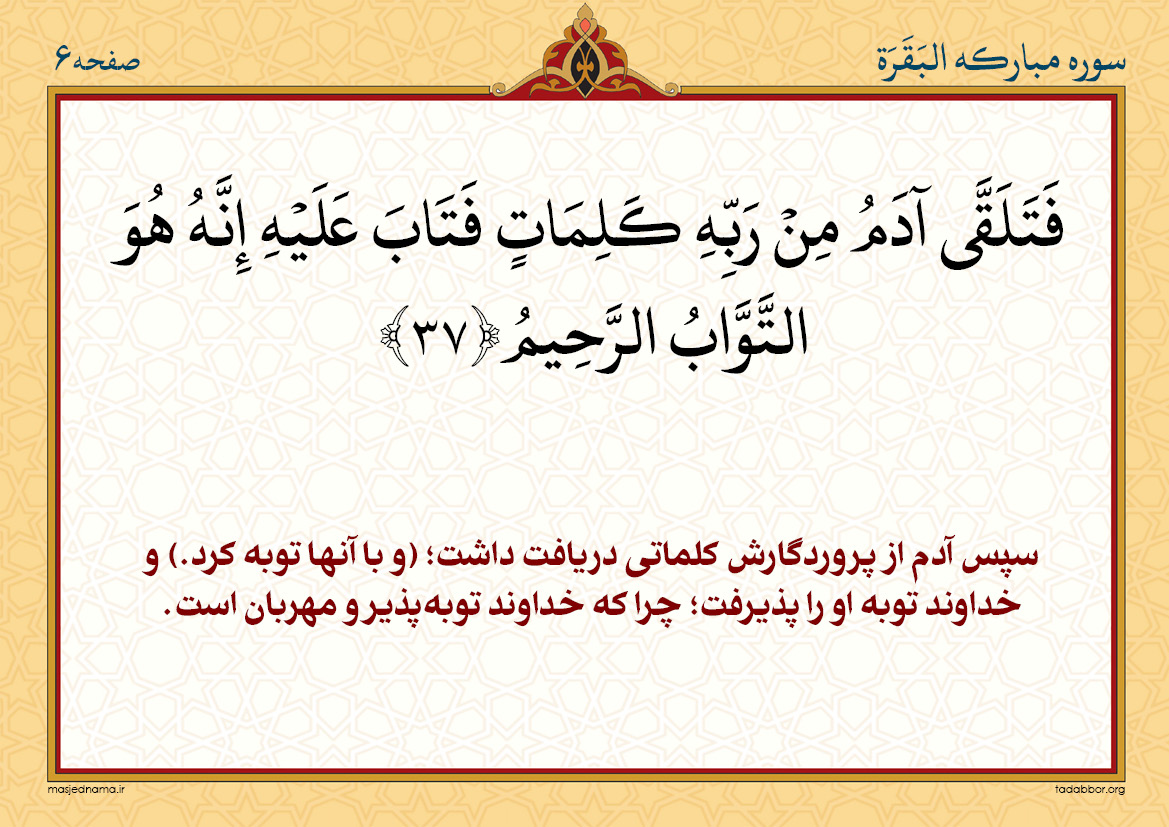 سوره مبارکه البَقَرَة
صفحه۶
فَتَلَقَّى آدَمُ مِنْ رَبِّهِ كَلِمَاتٍ فَتَابَ عَلَيْهِ إِنَّهُ هُوَ
التَّوَّابُ الرَّحِيمُ ﴿۳۷﴾
سپس آدم از پروردگارش کلماتی دریافت داشت؛ (و با آنها توبه کرد.) و
خداوند توبه او را پذیرفت؛ چرا که خداوند توبه‌پذیر و مهربان است.
masjednama.ir
tadabbor.org